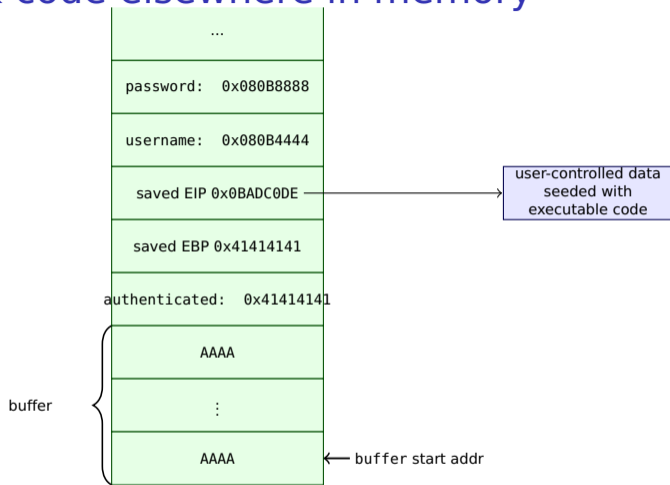 code elsewhere in memory
...
password: 0x080B8888
username: 0x080B4444
saved EIP 0x0BADC0DE
user-controlled data
seeded with
executable code
saved EBP 0x41414141
authenticated: 0x41414141
AAAA
buffer
⋮
AAAA
buffer start addr